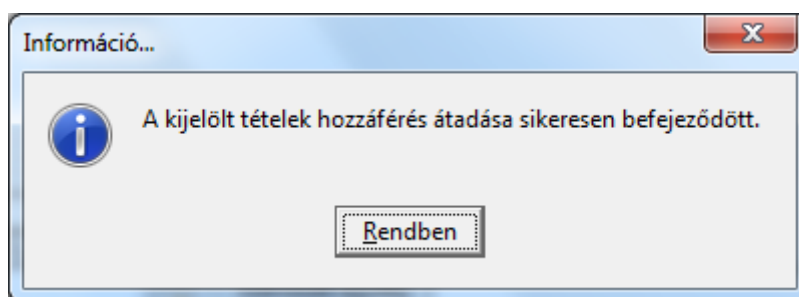 Információ...
A kijelölt tételek hozzáférés átadása sikeresen befejeződött.
Rendben